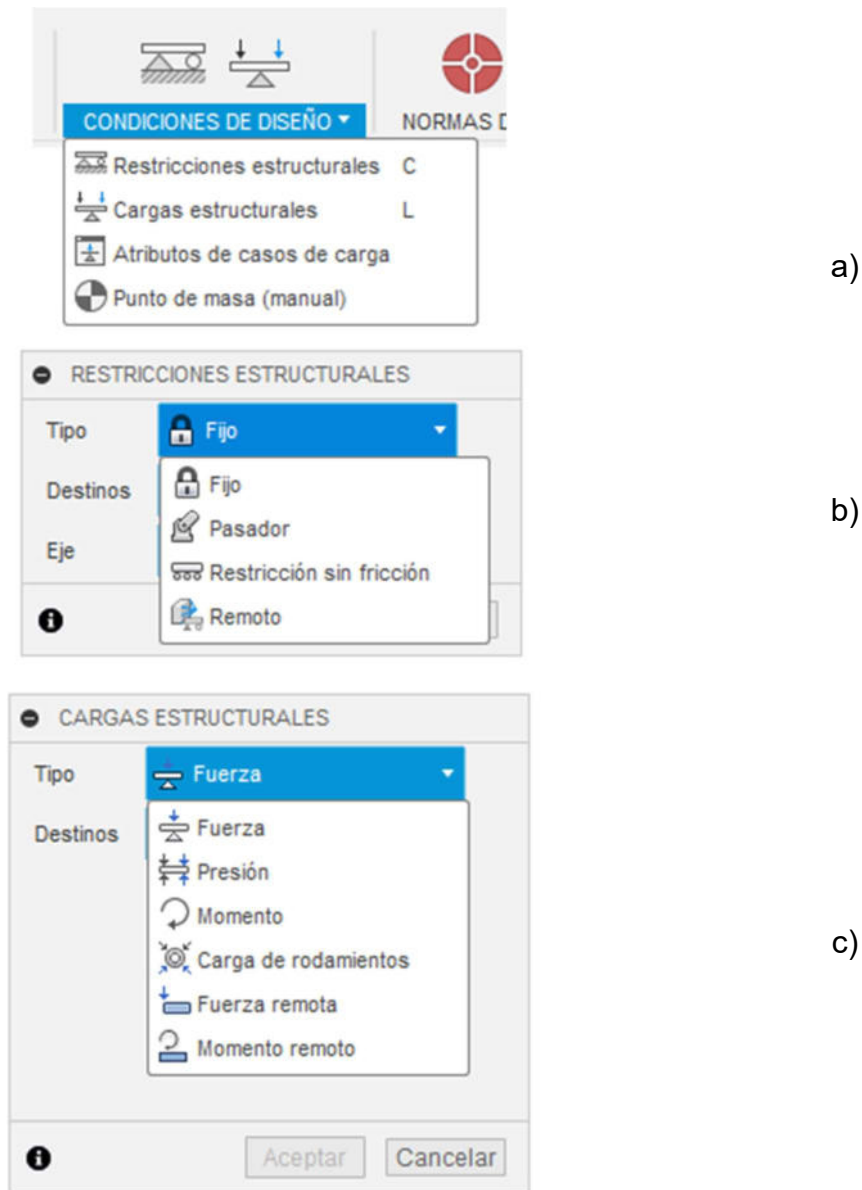 CONDICIONES DE DISEÑO NORMAS D
Restricciones estructurales C
Cargas estructurales L
Atributos de casos de carga
Punto de masa (manual)
a)
RESTRICCIONES ESTRUCTURALES
Tipo Fijo
Destinos Fijo
Pasador
b)
Eje
Restricción sin fricción
Remoto
CARGAS ESTRUCTURALES
Tipo Fuerza
Destinos Fuerza
Presión
Momento
c)
Carga de rodamientos
Fuerza remota
Momento remoto
Aceptar Cancelar